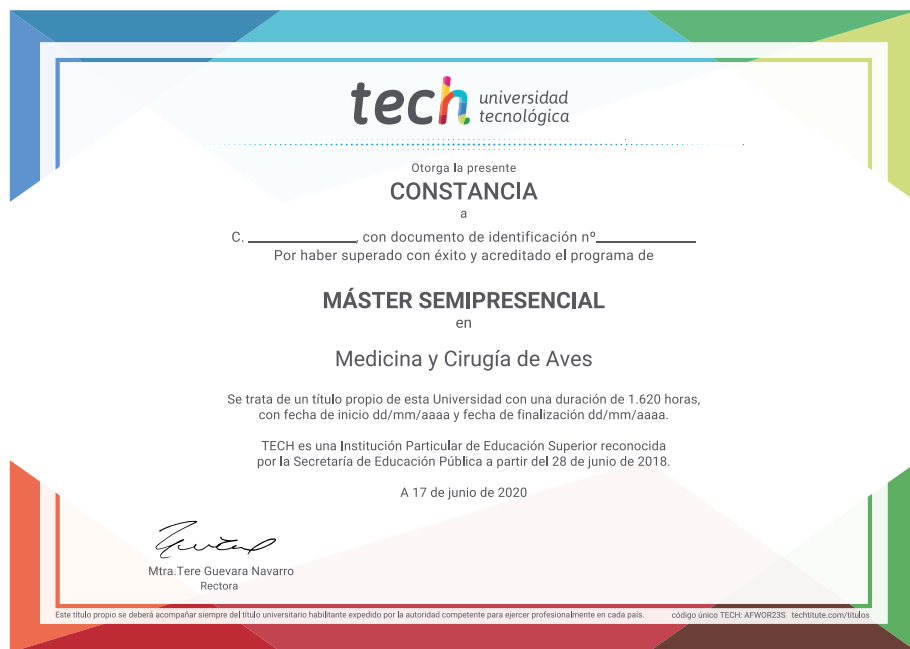 tech universidad
tecnológica
Otorga la presente
CONSTANCIA
a
C. ____________, con documento de identificación nº____________
Por haber superado con éxito y acreditado el programa de
MÁSTER SEMIPRESENCIAL
en
Medicina y Cirugía de Aves
Se trata de un título propio de esta Universidad con una duración de 1.620 horas,
con fecha de inicio dd/mm/aaaa y fecha de finalización dd/mm/aaaa.
TECH es una Institución Particular de Educación Superior reconocida
por la Secretaría de Educación Pública a partir del 28 de junio de 2018.
A 17 de junio de 2020
Mtra.Tere Guevara Navarro
Rectora
Este título propio se deberá acompañar siempre del título universitario habilitante expedido por la autoridad competente para ejercer profesionalmente en cada país. código único TECH: AFWOR23S techtitute.com/titulos